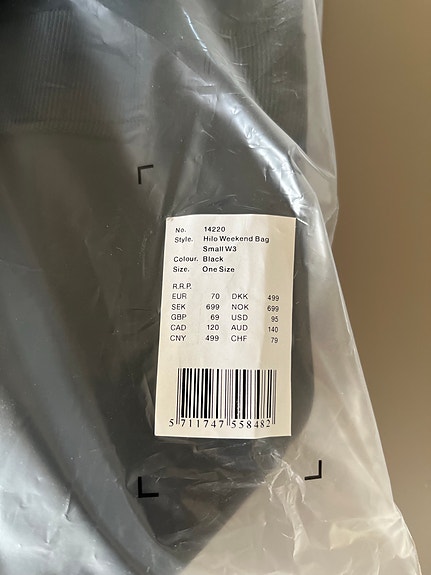 No. 14220
Style. Hilo Weekend Bag
Small W3
Colour. Black
Size. One Size
R.R.P.
EUR 70 DKK 499
SEK 699 NOK 699
GBP 69 USD 95
CAD 120 AUD 140
CNY 499 CHF 79
5 711747 558482